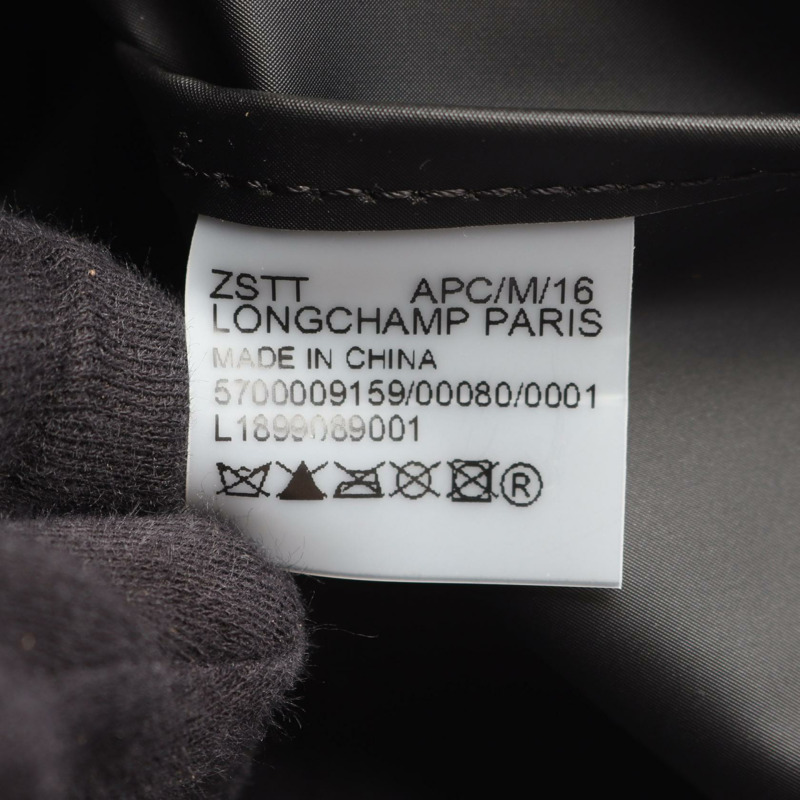 ZSTT APC/M/16
LONGCHAMP PARIS
MADE IN CHINA
5700009159/00080/0001
L1899089001
®